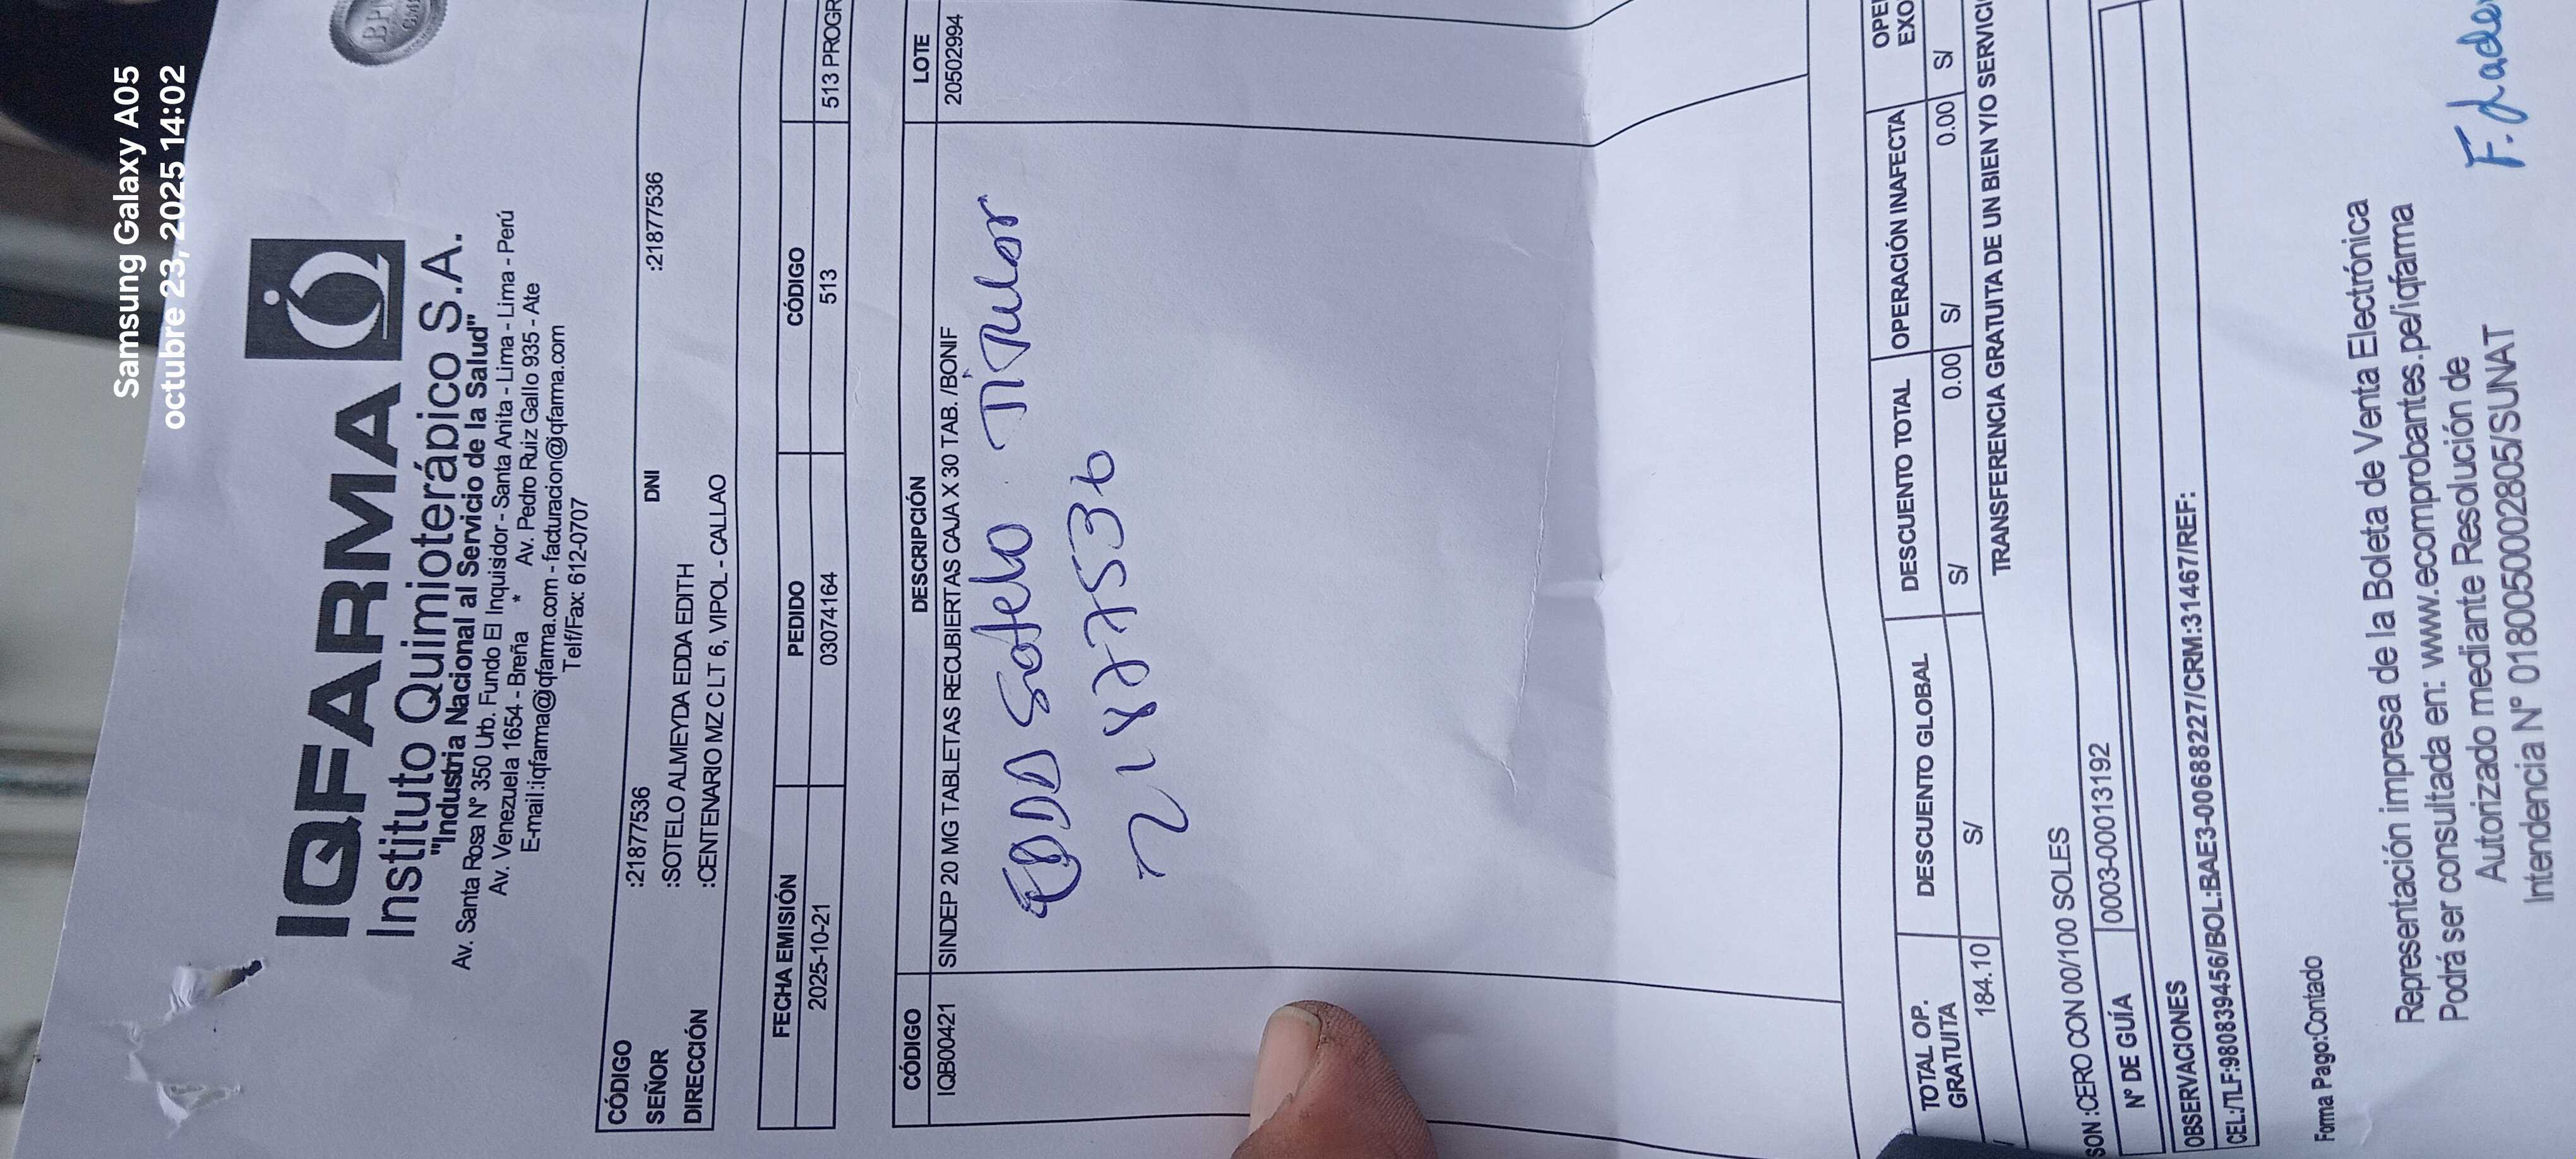 Samsung Galaxy A05
octubre 23, 2025 14:02
IQFARMA
Instituto Quimioterápico S.A.
"Industria Nacional al Servicio de la Salud"
Av. Santa Rosa N° 350 Urb. Fundo El Inquisidor - Santa Anita - Lima - Lima - Perú
Av. Venezuela 1654 - Breña * Av. Pedro Ruiz Gallo 935 - Ate
E-mail:iqfarma@iqfarma.com - facturacion@iqfarma.com
Telf/Fax: 612-0707
CÓDIGO :21877536
SEÑOR :SOTELO ALMEYDA EDDA EDITH DNI :21877536
DIRECCIÓN :CENTENARIO MZ C LT 6, VIPOL - CALLAO
FECHA EMISIÓN PEDIDO CÓDIGO
2025-10-21 03074164 513 513 PROGR
CÓDIGO DESCRIPCIÓN LOTE
IQB00421 SINDEP 20 MG TABLETAS RECUBIERTAS CAJA X 30 TAB. /BONIF 20502994
EDDA Sotelo Titular
21877536
TOTAL OP. GRATUITA DESCUENTO GLOBAL DESCUENTO TOTAL OPERACIÓN INAFECTA OPE
EXO
184.10 S/ S/ 0.00 S/ 0.00 S/
TRANSFERENCIA GRATUITA DE UN BIEN Y/O SERVICI
SON :CERO CON 00/100 SOLES
N° DE GUÍA 0003-00013192
OBSERVACIONES
CEL:/TLF:980839456/BOL:BAE3-00688227/CRM:31467/REF:
Forma Pago:Contado
Representación impresa de la Boleta de Venta Electrónica
Podrá ser consultada en: www.ecomprobantes.pe/iqfarma
Autorizado mediante Resolución de
Intendencia N° 0180050002805/SUNAT